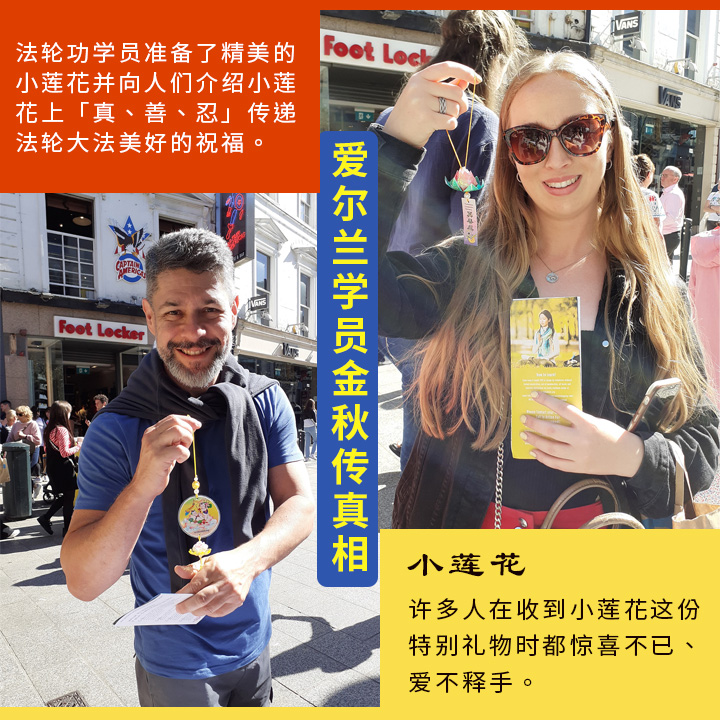 法轮功学员准备了精美的
小莲花并向人们介绍小莲
花上「真、善、忍」传递
法轮大法美好的祝福。
爱尔兰学员金秋传真相
Foot Locker
VANS
VANS
CAPTAIN
AMERICA'S
Foot Locker
VANS
VANS
小莲花
许多人在收到小莲花这份
特别礼物时都惊喜不已、
爱不释手。